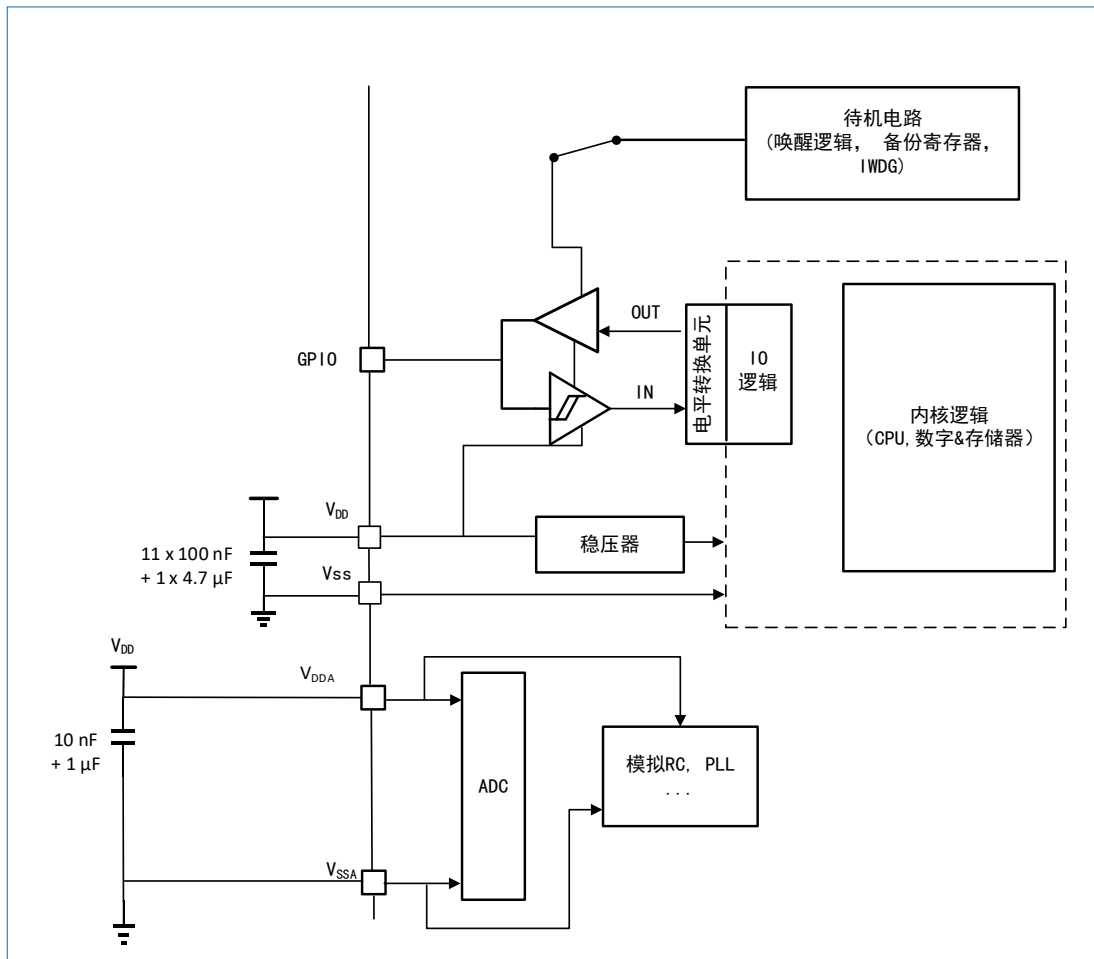 待机电路
(唤醒逻辑， 备份寄存器，
IWDG)
OUT
GPIO
IN
电平转换单元
IO
逻辑
内核逻辑
（CPU,数字&存储器）
VDD
11 x 100 nF
+ 1 x 4.7 µF
稳压器
Vss
VDD
VDDA
10 nF
+ 1 µF
ADC
模拟RC, PLL
...
VSSA